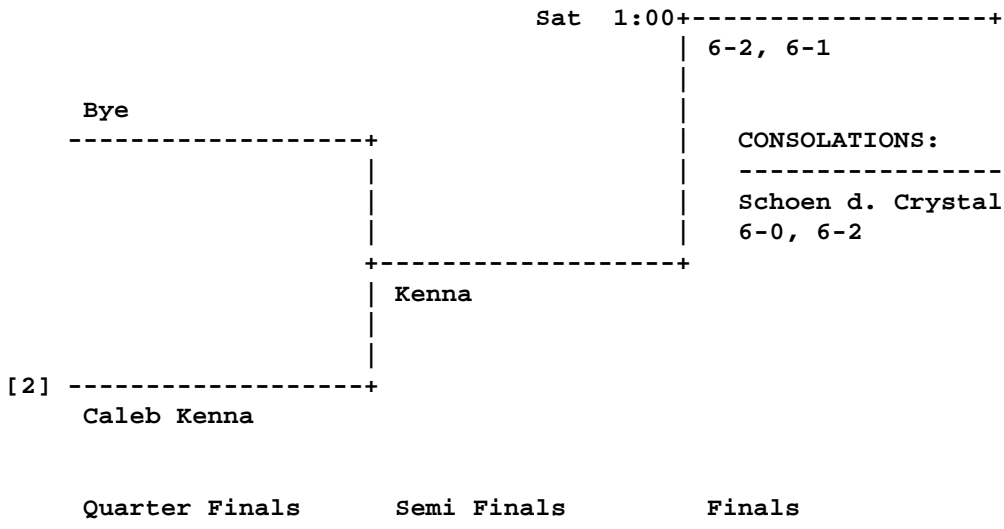 Sat 1:00
6-2, 6-1
Bye
CONSOLATIONS:
Schoen d. Crystal
6-0, 6-2
Kenna
[2]
Caleb Kenna
Quarter Finals Semi Finals Finals